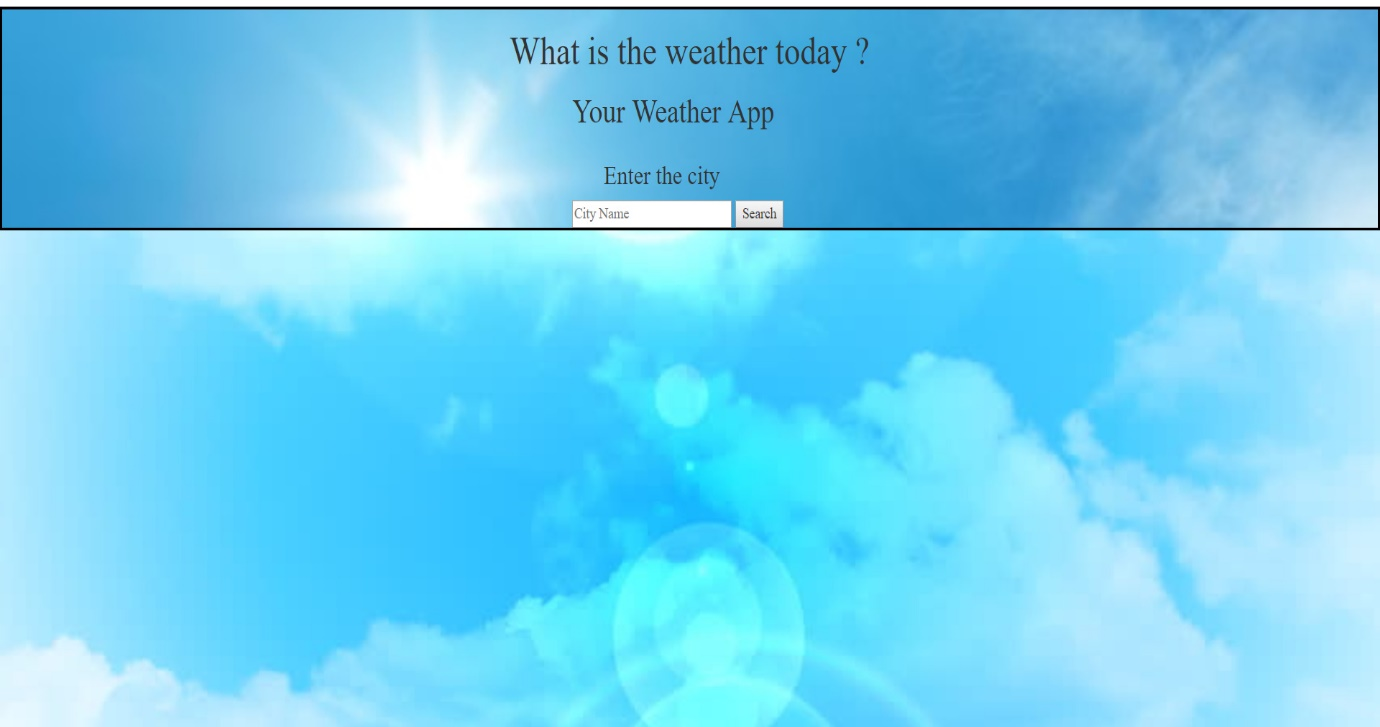 What is the weather today ?
Your Weather App
Enter the city
City Name Search